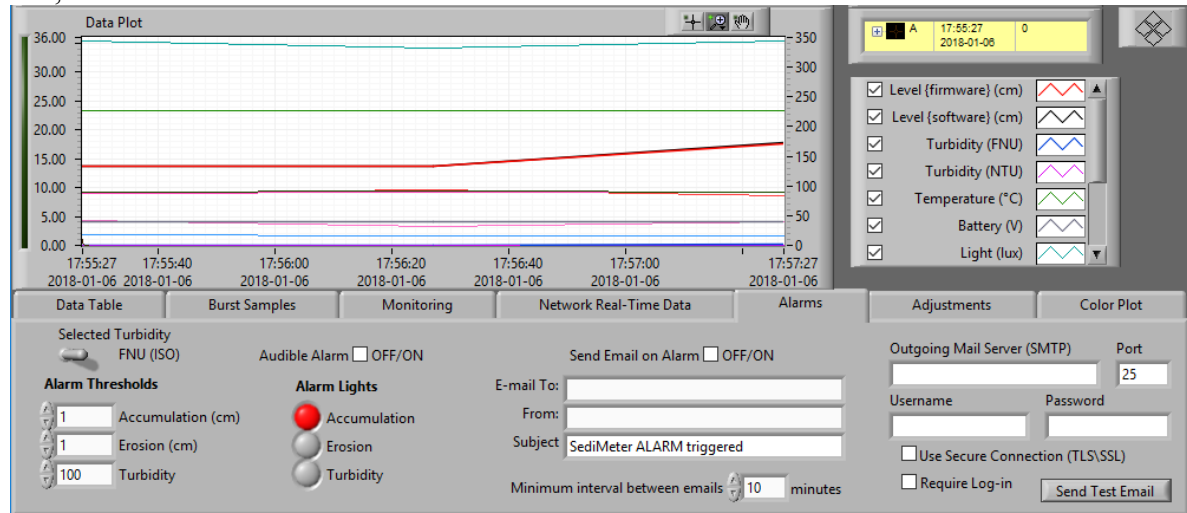 Data Plot
36.00
30.00
25.00
20.00
15.00
10.00
5.00
0.00
350
300
250
200
150
100
50
0
17:55:27 17:55:40 17:56:00 17:56:20 17:56:40 17:57:00 17:57:27
2018-01-06 2018-01-06 2018-01-06 2018-01-06 2018-01-06 2018-01-06 2018-01-06
A 17:55:27 0
2018-01-06
Level {firmware} (cm)
Level {software} (cm)
Turbidity (FNU)
Turbidity (NTU)
Temperature (°C)
Battery (V)
Light (lux)
Data Table Burst Samples Monitoring Network Real-Time Data Alarms Adjustments Color Plot
Selected Turbidity
FNU (ISO)
Alarm Thresholds
1 Accumulation (cm)
1 Erosion (cm)
100 Turbidity
Audible Alarm OFF/ON
Alarm Lights
Accumulation
Erosion
Turbidity
Send Email on Alarm OFF/ON
E-mail To:
From:
Subject SediMeter ALARM triggered
Minimum interval between emails 10 minutes
Outgoing Mail Server (SMTP) Port
25
Username Password
Use Secure Connection (TLS\SSL)
Require Log-in Send Test Email